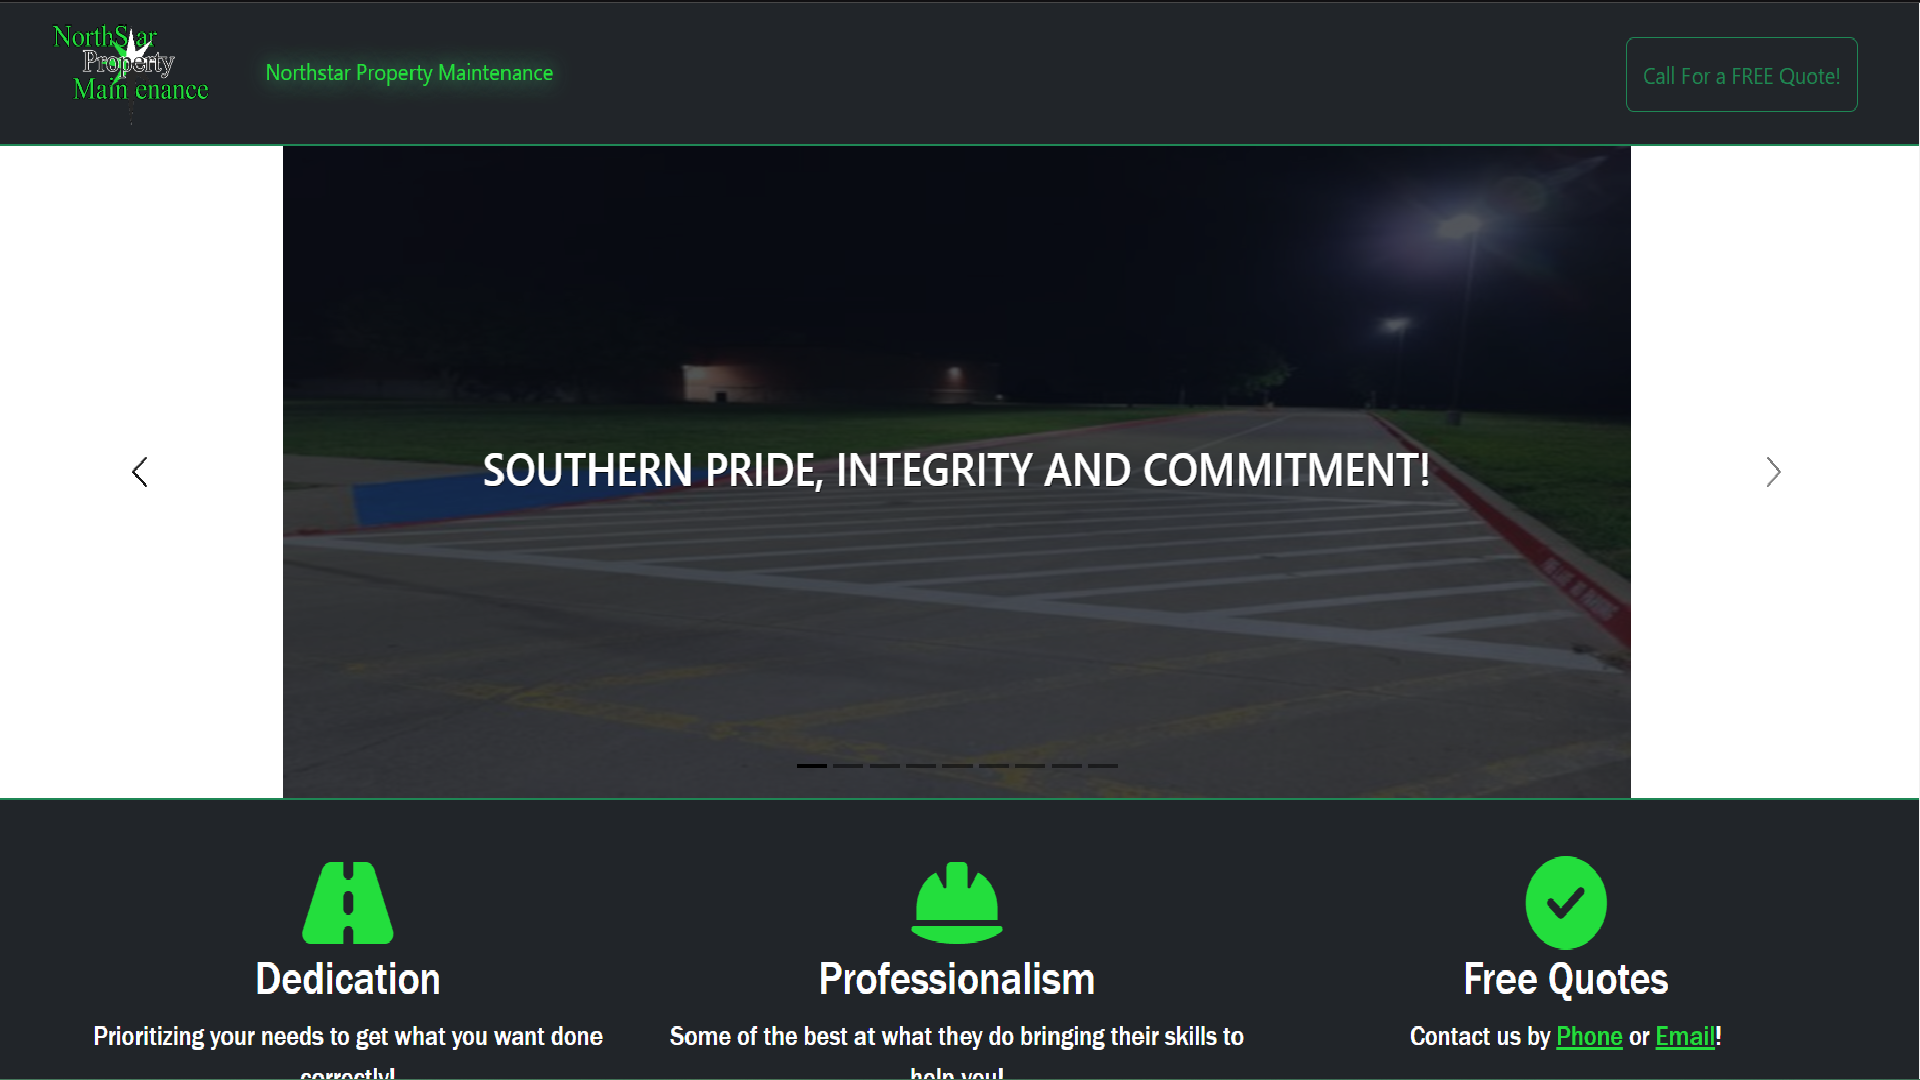 NorthStar
Property
Main enance
Northstar Property Maintenance
Call For a FREE Quote!
SOUTHERN PRIDE, INTEGRITY AND COMMITMENT!
Dedication
Professionalism
Free Quotes
Prioritizing your needs to get what you want done
correctly!
Some of the best at what they do bringing their skills to
help you!
Contact us by Phone or Email!